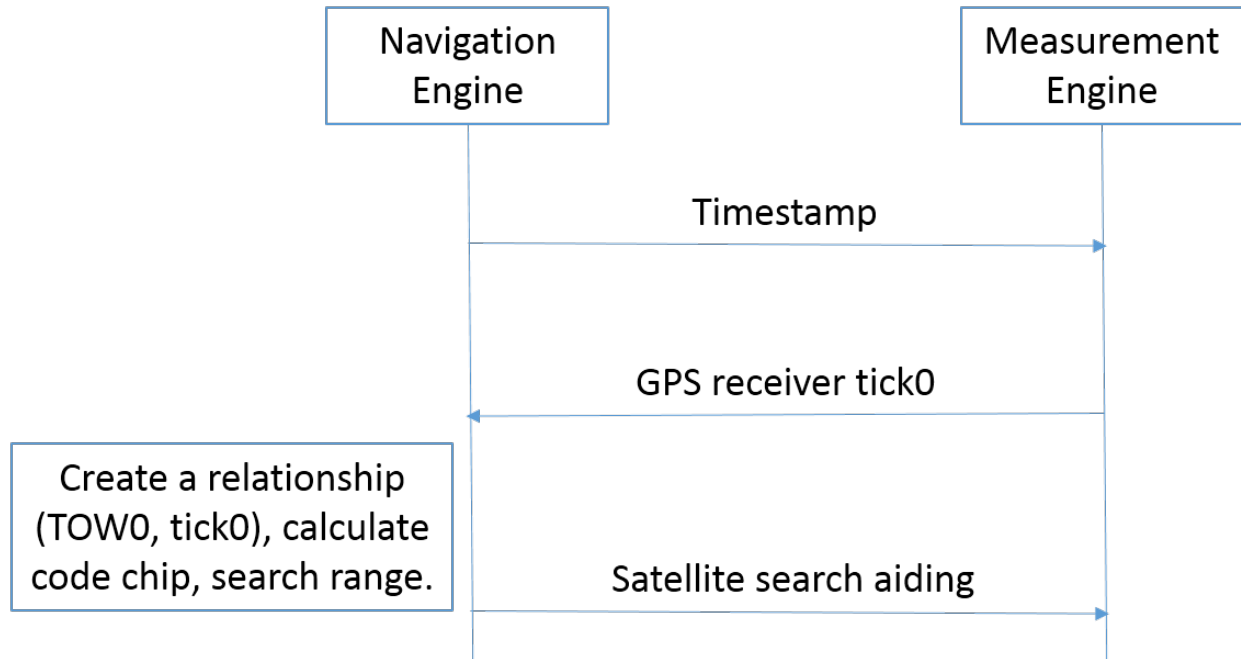 Navigation
Engine
Measurement
Engine
Timestamp
GPS receiver tick0
Create a relationship
(TOW0, tick0), calculate
code chip, search range.
Satellite search aiding